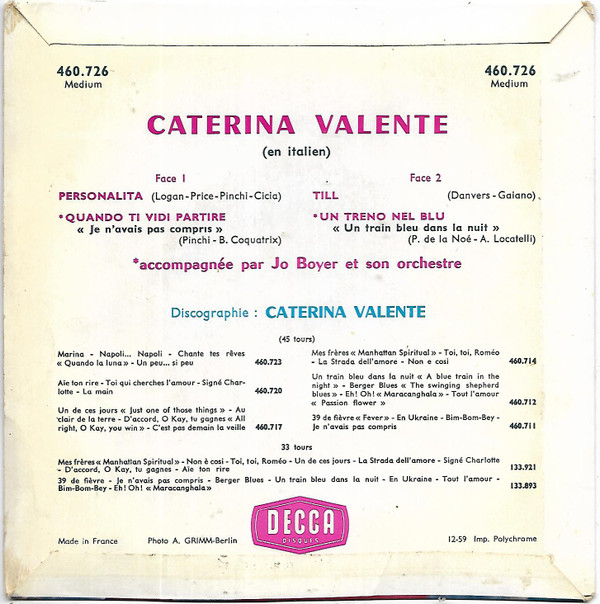 460.726
Medium
460.726
Medium
CATERINA VALENTE
(en italien)
Face 1
PERSONALITA (Logan-Price-Pinchi-Cicia)
*QUANDO TI VIDI PARTIRE
« Je n'avais pas compris »
(Pinchi - B. Coquatrix)
Face 2
TILL (Danvers - Gaiano)
*UN TRENO NEL BLU
« Un train bleu dans la nuit »
(P. de la Noé - A. Locatelli)
*accompagnée par Jo Boyer et son orchestre
Discographie : CATERINA VALENTE
(45 tours)
Marina - Napoli... Napoli - Chante tes rêves
« Quando la luna » - Un peu... si peu 460.723
Aïe ton rire - Toi qui cherches l'amour - Signé Char-
lotte - La main 460.720
Un de ces jours « Just one of those things » - Au
clair de la terre - D'accord, O Kay, tu gagnes « All
right, O Kay, you win » - C'est pas demain la veille 460.717
Mes frères « Manhattan Spiritual » - Toi, toi, Roméo
- La Strada dell'amore - Non e cosi 460.714
Un train bleu dans la nuit « A blue train in the
night » - Berger Blues « The swinging shepherd
blues » - Eh! Oh! « Maracanghala » - Tout l'amour
« Passion flower » 460.712
39 de fièvre « Fever » - En Ukraine - Bim-Bom-Bey -
Je n'avais pas compris 460.711
33 tours
Mes frères « Manhattan Spiritual » - Non è cosi - Toi, toi, Roméo - Un de ces jours - La Strada dell'amore - Signé Charlotte
- D'accord, O Kay, tu gagnes - Aïe ton rire 133.921
39 de fièvre - Je n'avais pas compris - Berger Blues - Un train bleu dans la nuit - En Ukraine - Tout l'amour -
Bim-Bom-Bey - Eh! Oh! « Maracanghala » 133.893
DECCA
DISQUES
Made in France Photo A. GRIMM-Berlin 12-59 Imp. Polychrome